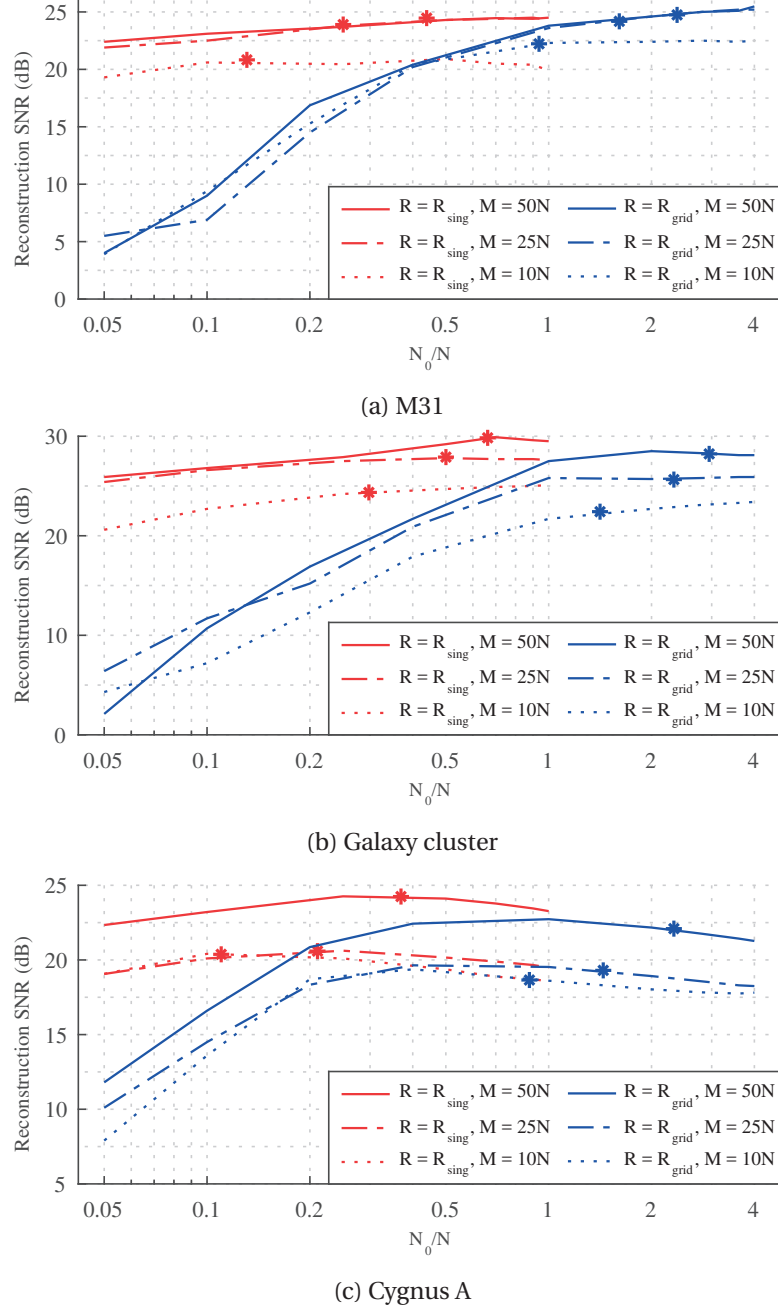 25
20
15
10
5
0
Reconstruction SNR (dB)
R = R_sing, M = 50N R = R_grid, M = 50N
R = R_sing, M = 25N R = R_grid, M = 25N
R = R_sing, M = 10N R = R_grid, M = 10N
0.05 0.1 0.2 0.5 1 2 4
N_0/N
(a) M31
30
20
10
0
Reconstruction SNR (dB)
R = R_sing, M = 50N R = R_grid, M = 50N
R = R_sing, M = 25N R = R_grid, M = 25N
R = R_sing, M = 10N R = R_grid, M = 10N
0.05 0.1 0.2 0.5 1 2 4
N_0/N
(b) Galaxy cluster
25
20
15
10
5
Reconstruction SNR (dB)
R = R_sing, M = 50N R = R_grid, M = 50N
R = R_sing, M = 25N R = R_grid, M = 25N
R = R_sing, M = 10N R = R_grid, M = 10N
0.05 0.1 0.2 0.5 1 2 4
N_0/N
(c) Cygnus A